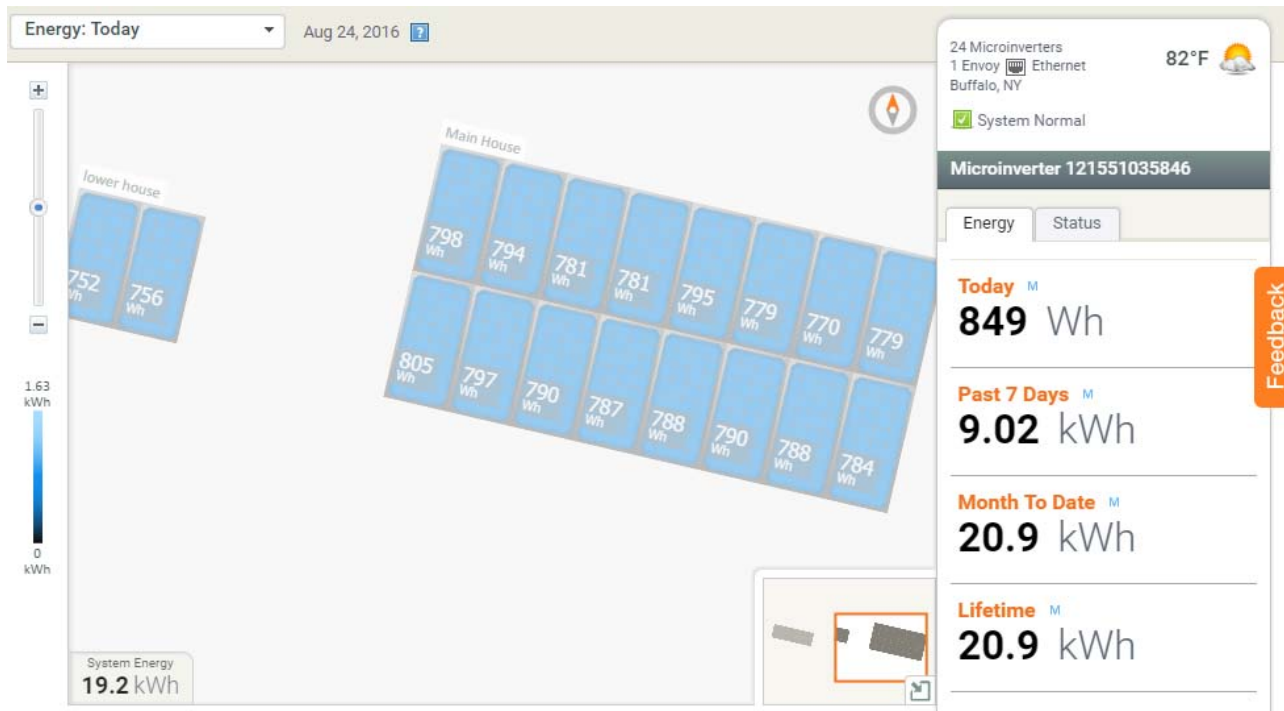 Energy: Today
Aug 24, 2016 ?
24 Microinverters
1 Envoy Ethernet
Buffalo, NY
82°F
System Normal
Microinverter 121551035846
Energy Status
Today M
849 Wh
Past 7 Days M
9.02 kWh
Month To Date M
20.9 kWh
Lifetime M
20.9 kWh
Feedback
+
−
1.63
kWh
0
kWh
lower house
752
Wh
756
Wh
Main House
798
Wh
794
Wh
781
Wh
781
Wh
795
Wh
779
Wh
770
Wh
779
Wh
805
Wh
797
Wh
790
Wh
787
Wh
788
Wh
790
Wh
788
Wh
784
Wh
System Energy
19.2 kWh